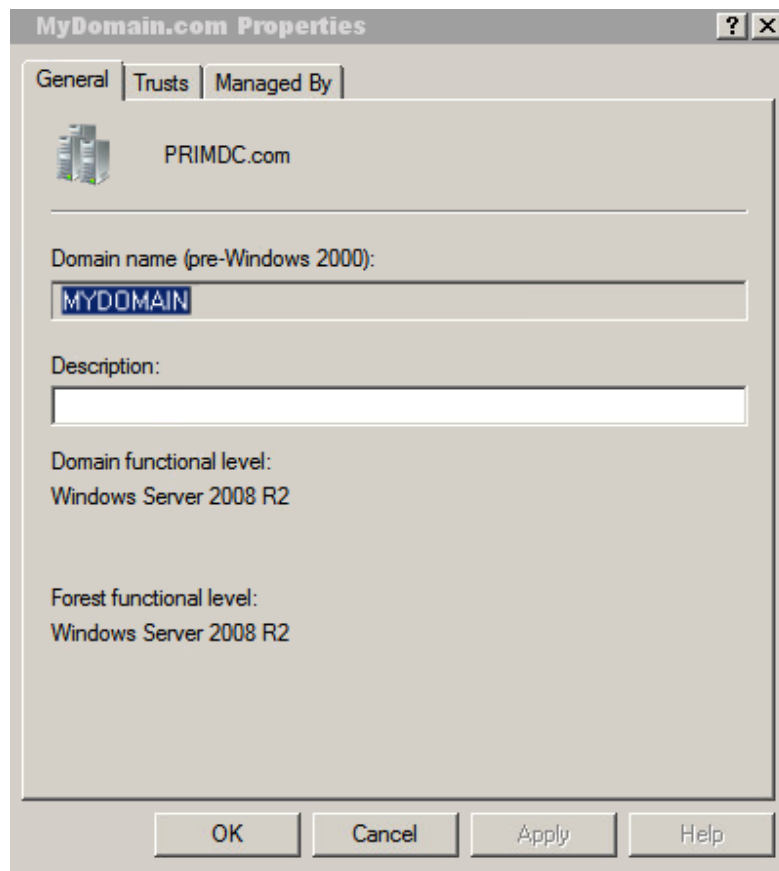 MyDomain.com Properties
?
General Trusts Managed By
PRIMDC.com
Domain name (pre-Windows 2000):
MYDOMAIN
Description:
Domain functional level:
Windows Server 2008 R2
Forest functional level:
Windows Server 2008 R2
OK Cancel Apply Help